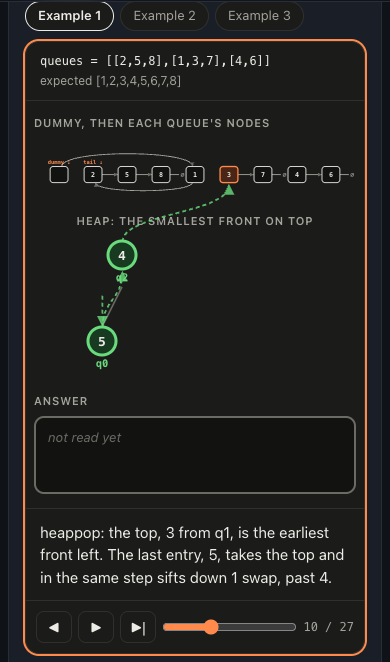 Example 1
Example 2
Example 3
queues = [[2,5,8],[1,3,7],[4,6]]
expected [1,2,3,4,5,6,7,8]
DUMMY, THEN EACH QUEUE'S NODES
dummy ↓ tail ↓
2 5 8 ∅ 1 3 7 ∅ 4 6 ∅
HEAP: THE SMALLEST FRONT ON TOP
4
5
q0
ANSWER
not read yet
heappop: the top, 3 from q1, is the earliest
front left. The last entry, 5, takes the top and
in the same step sifts down 1 swap, past 4.
10 / 27